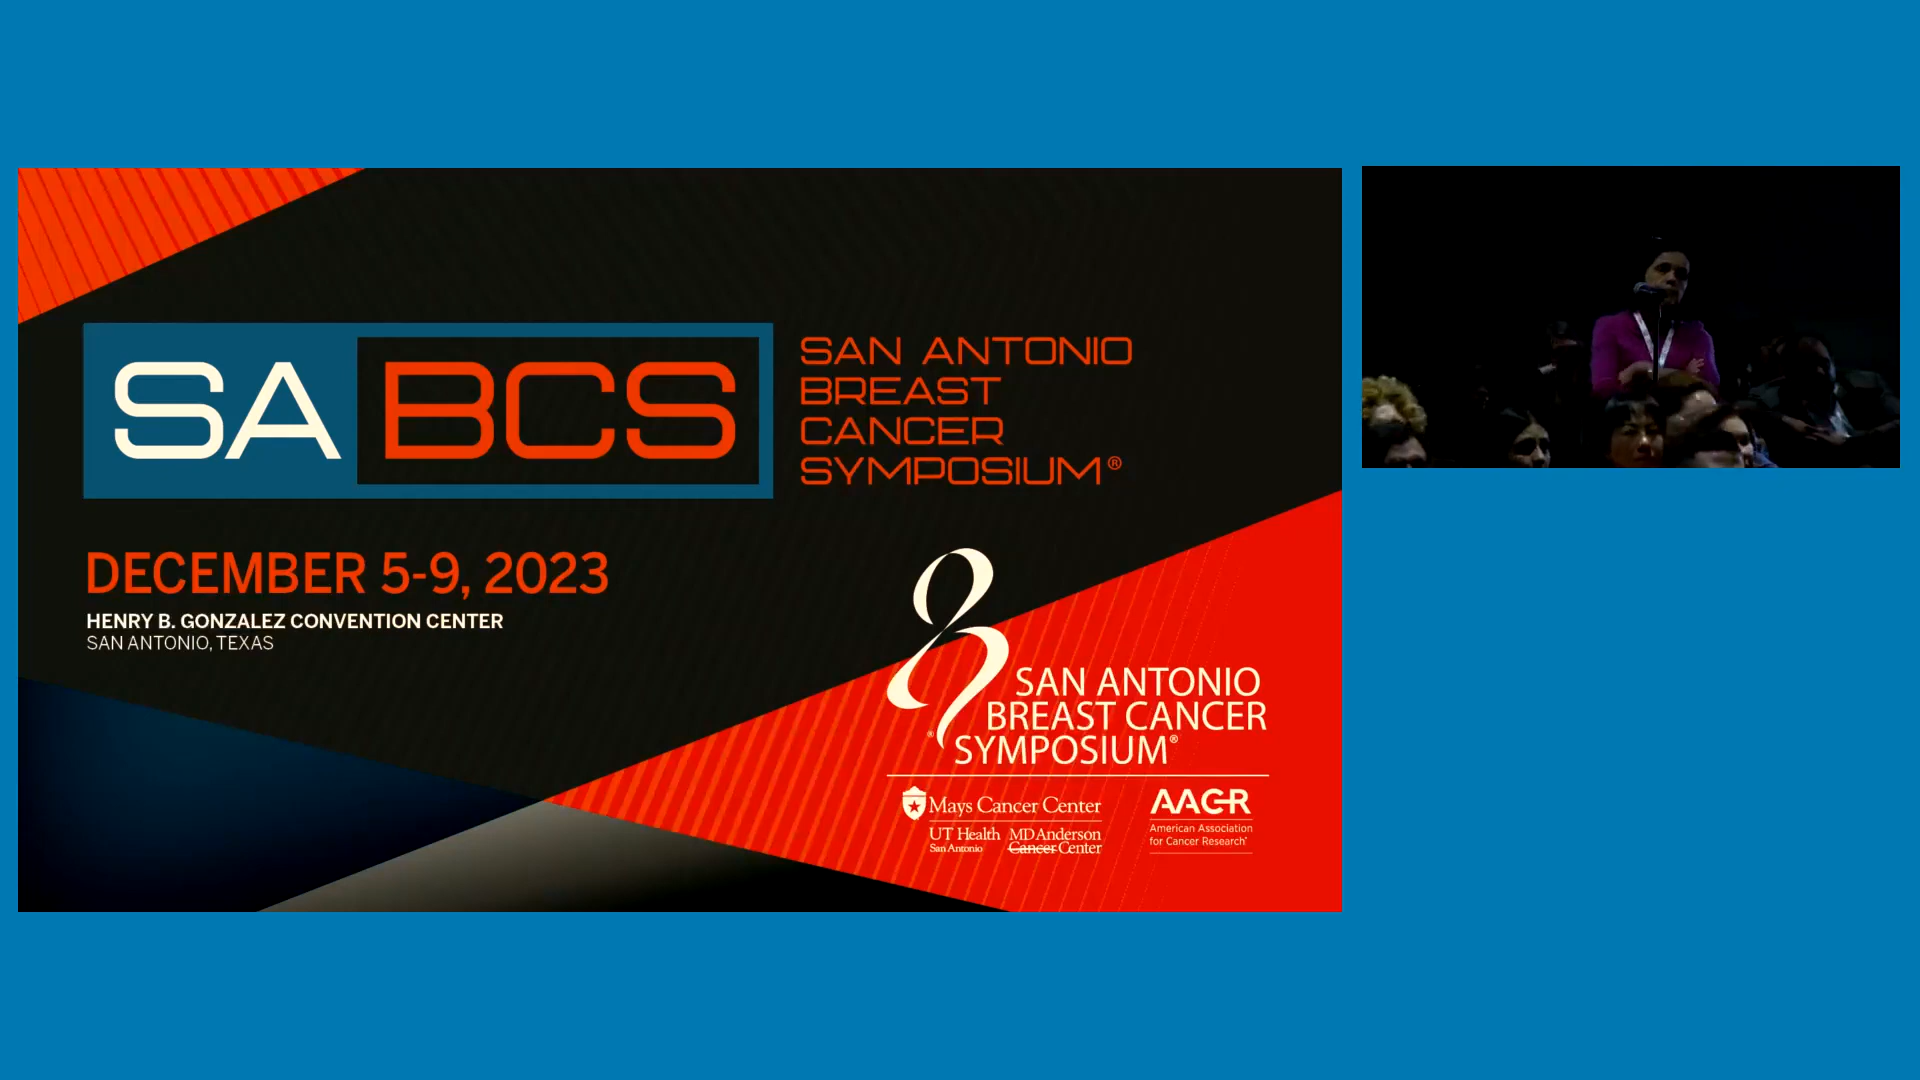 SA BCS
SAN ANTONIO
BREAST
CANCER
SYMPOSIUM®
DECEMBER 5-9, 2023
HENRY B. GONZALEZ CONVENTION CENTER
SAN ANTONIO, TEXAS
SAN ANTONIO
BREAST CANCER
® SYMPOSIUM®
Mays Cancer Center
UT Health
San Antonio
MD Anderson
Cancer Center
AACR
American Association
for Cancer Research®